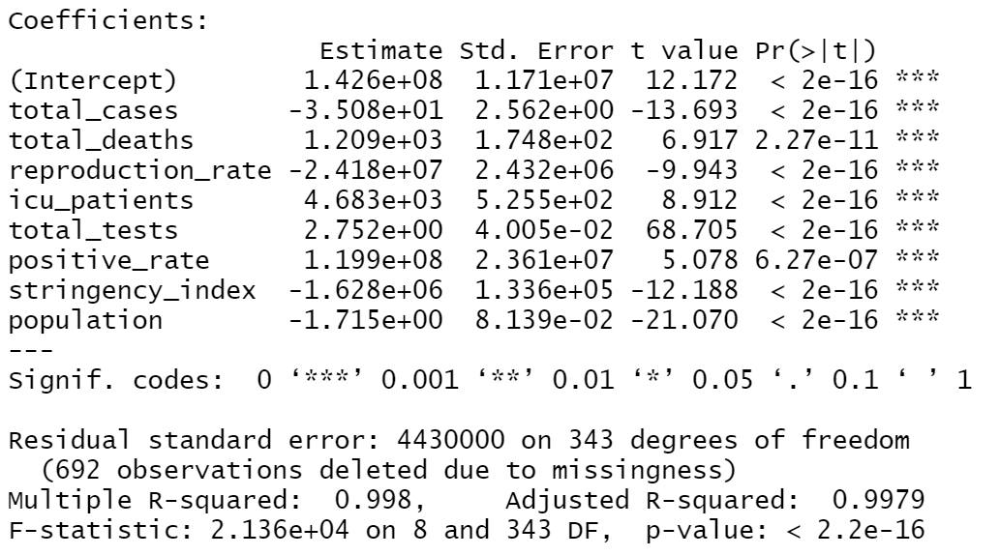 Coefficients:
                    Estimate Std. Error t value Pr(>|t|)
(Intercept)        1.426e+08  1.171e+07  12.172  < 2e-16 ***
total_cases       -3.508e+01  2.562e+00 -13.693  < 2e-16 ***
total_deaths       1.209e+03  1.748e+02   6.917 2.27e-11 ***
reproduction_rate -2.418e+07  2.432e+06  -9.943  < 2e-16 ***
icu_patients       4.683e+03  5.255e+02   8.912  < 2e-16 ***
total_tests        2.752e+00  4.005e-02  68.705  < 2e-16 ***
positive_rate      1.199e+08  2.361e+07   5.078 6.27e-07 ***
stringency_index  -1.628e+06  1.336e+05 -12.188  < 2e-16 ***
population        -1.715e+00  8.139e-02 -21.070  < 2e-16 ***
---
Signif. codes:  0 ‘***’ 0.001 ‘**’ 0.01 ‘*’ 0.05 ‘.’ 0.1 ‘ ’ 1

Residual standard error: 4430000 on 343 degrees of freedom
  (692 observations deleted due to missingness)
Multiple R-squared:  0.998,     Adjusted R-squared:  0.9979
F-statistic: 2.136e+04 on 8 and 343 DF,  p-value: < 2.2e-16